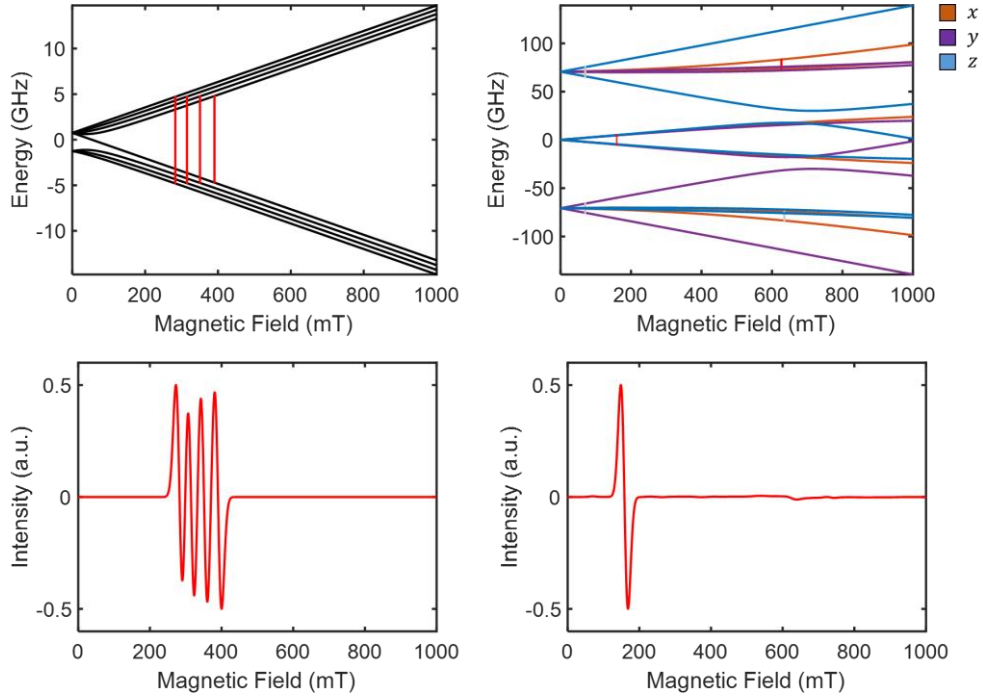 10
5
0
-5
-10
Energy (GHz)
0 200 400 600 800 1000
Magnetic Field (mT)
100
50
0
-50
-100
Energy (GHz)
0 200 400 600 800 1000
Magnetic Field (mT)
x
y
z
0.5
0
-0.5
Intensity (a.u.)
0 200 400 600 800 1000
Magnetic Field (mT)
0.5
0
-0.5
Intensity (a.u.)
0 200 400 600 800 1000
Magnetic Field (mT)